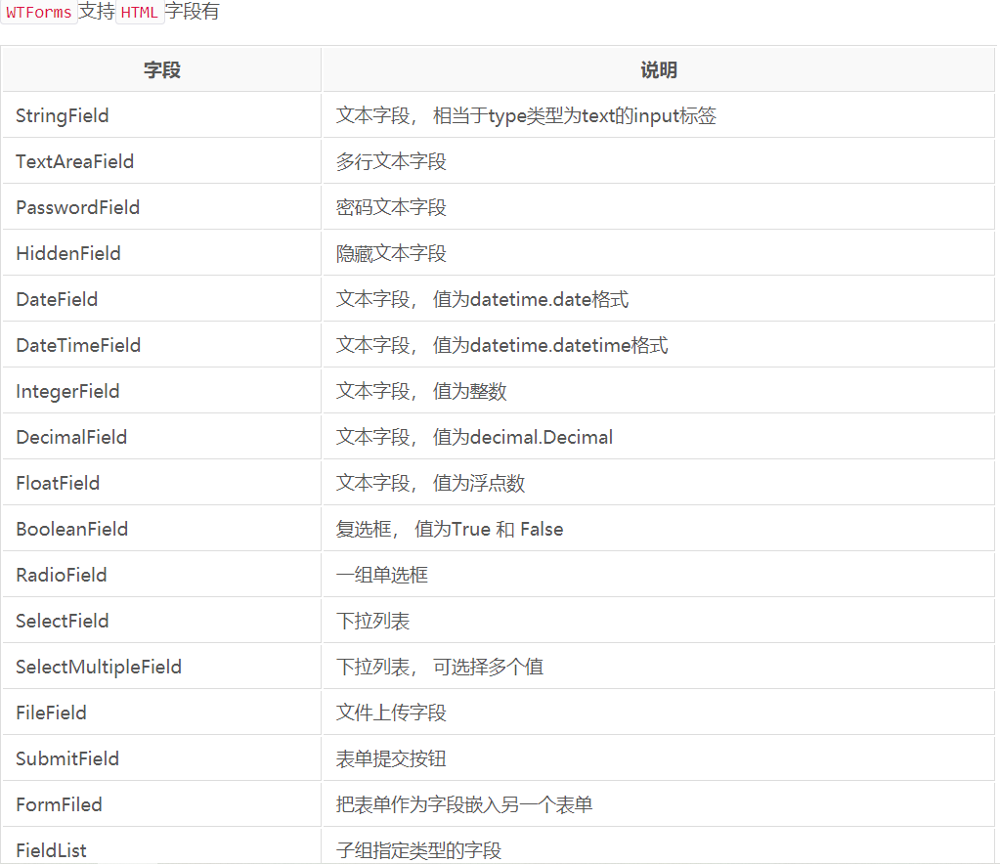 WTForms支持HTML字段有
字段 说明
StringField 文本字段， 相当于type类型为text的input标签
TextAreaField 多行文本字段
PasswordField 密码文本字段
HiddenField 隐藏文本字段
DateField 文本字段， 值为datetime.date格式
DateTimeField 文本字段， 值为datetime.datetime格式
IntegerField 文本字段， 值为整数
DecimalField 文本字段， 值为decimal.Decimal
FloatField 文本字段， 值为浮点数
BooleanField 复选框， 值为True 和 False
RadioField 一组单选框
SelectField 下拉列表
SelectMultipleField 下拉列表， 可选择多个值
FileField 文件上传字段
SubmitField 表单提交按钮
FormFiled 把表单作为字段嵌入另一个表单
FieldList 子组指定类型的字段